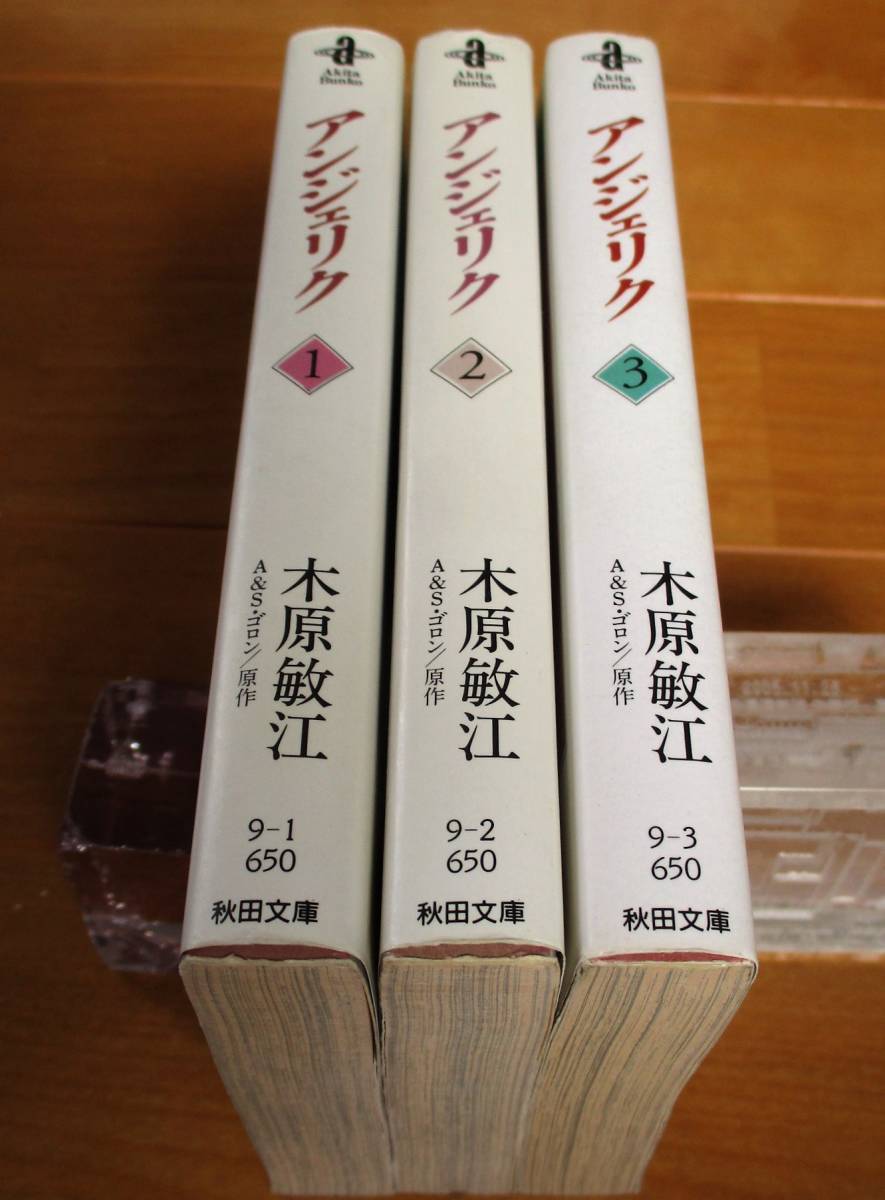 a
Akita
Bunko
アンジェリク
1
木原敏江
A&S・ゴロン/原作
9-1
650
秋田文庫
a
Akita
Bunko
アンジェリク
2
木原敏江
A&S・ゴロン/原作
9-2
650
秋田文庫
a
Akita
Bunko
アンジェリク
3
木原敏江
A&S・ゴロン/原作
9-3
650
秋田文庫